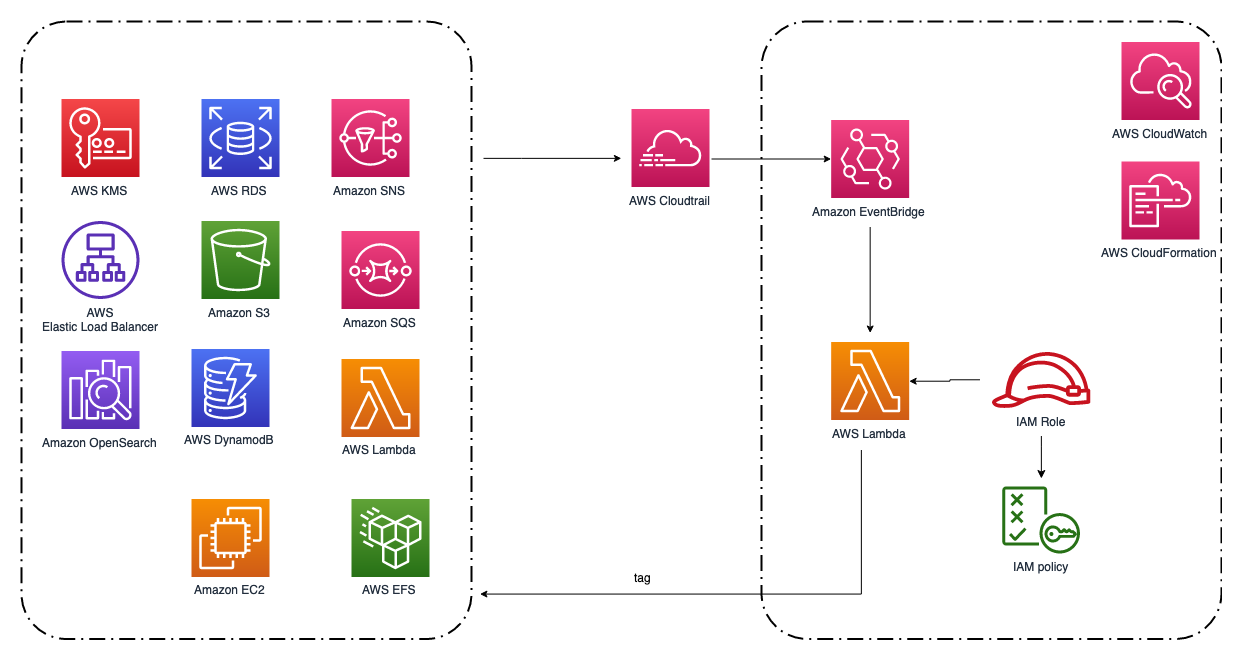 AWS KMS
AWS RDS
Amazon SNS
AWS
Elastic Load Balancer
Amazon S3
Amazon SQS
Amazon OpenSearch
AWS DynamodB
AWS Lambda
Amazon EC2
AWS EFS
AWS Cloudtrail
Amazon EventBridge
AWS CloudWatch
AWS CloudFormation
AWS Lambda
IAM Role
IAM policy
tag